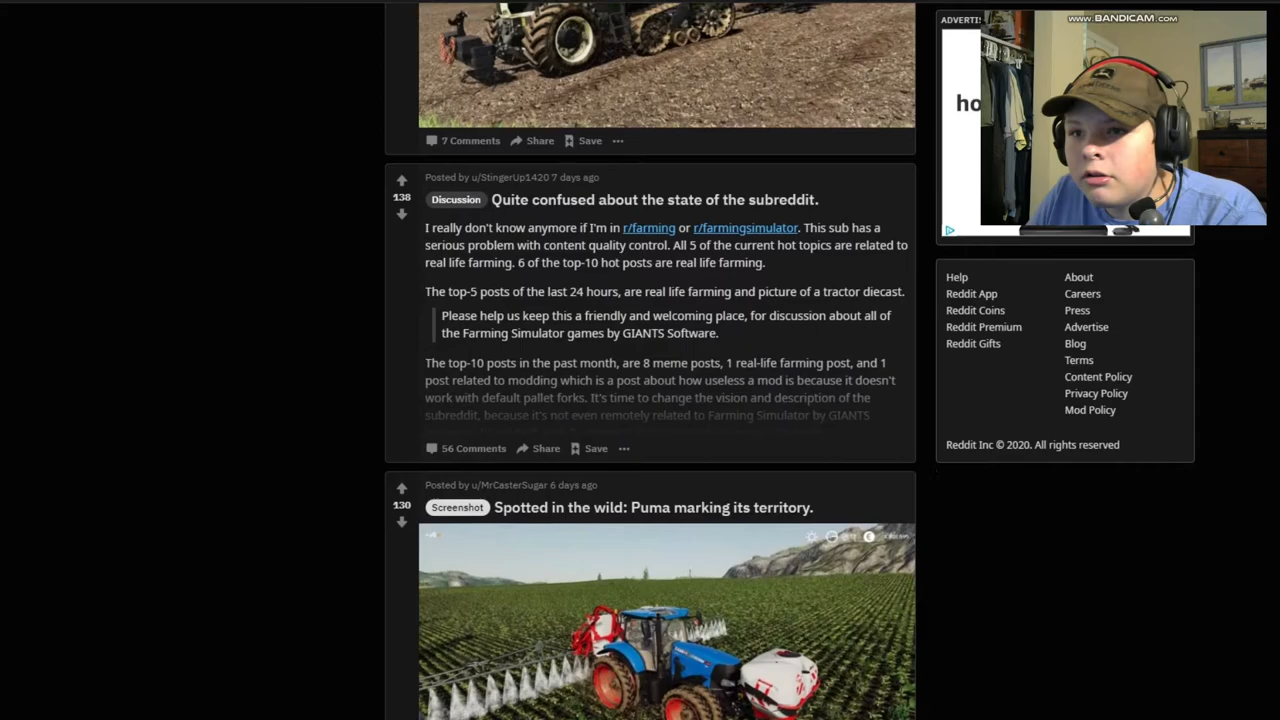 ADVERTIS
WWW.BANDICAM.COM
ho
7 Comments Share Save
Posted by u/StingerUp1420 7 days ago
138
Discussion Quite confused about the state of the subreddit.
I really don't know anymore if I'm in r/farming or r/farmingsimulator. This sub has a
serious problem with content quality control. All 5 of the current hot topics are related to
real life farming. 6 of the top-10 hot posts are real life farming.
The top-5 posts of the last 24 hours, are real life farming and picture of a tractor diecast.
Please help us keep this a friendly and welcoming place, for discussion about all of
the Farming Simulator games by GIANTS Software.
The top-10 posts in the past month, are 8 meme posts, 1 real-life farming post, and 1
post related to modding which is a post about how useless a mod is because it doesn't
work with default pallet forks. It's time to change the vision and description of the
subreddit, because it's not even remotely related to Farming Simulator by GIANTS
56 Comments Share Save
Posted by u/MrCasterSugar 6 days ago
130
Screenshot Spotted in the wild: Puma marking its territory.
Help About
Reddit App Careers
Reddit Coins Press
Reddit Premium Advertise
Reddit Gifts Blog
Terms
Content Policy
Privacy Policy
Mod Policy
Reddit Inc © 2020. All rights reserved